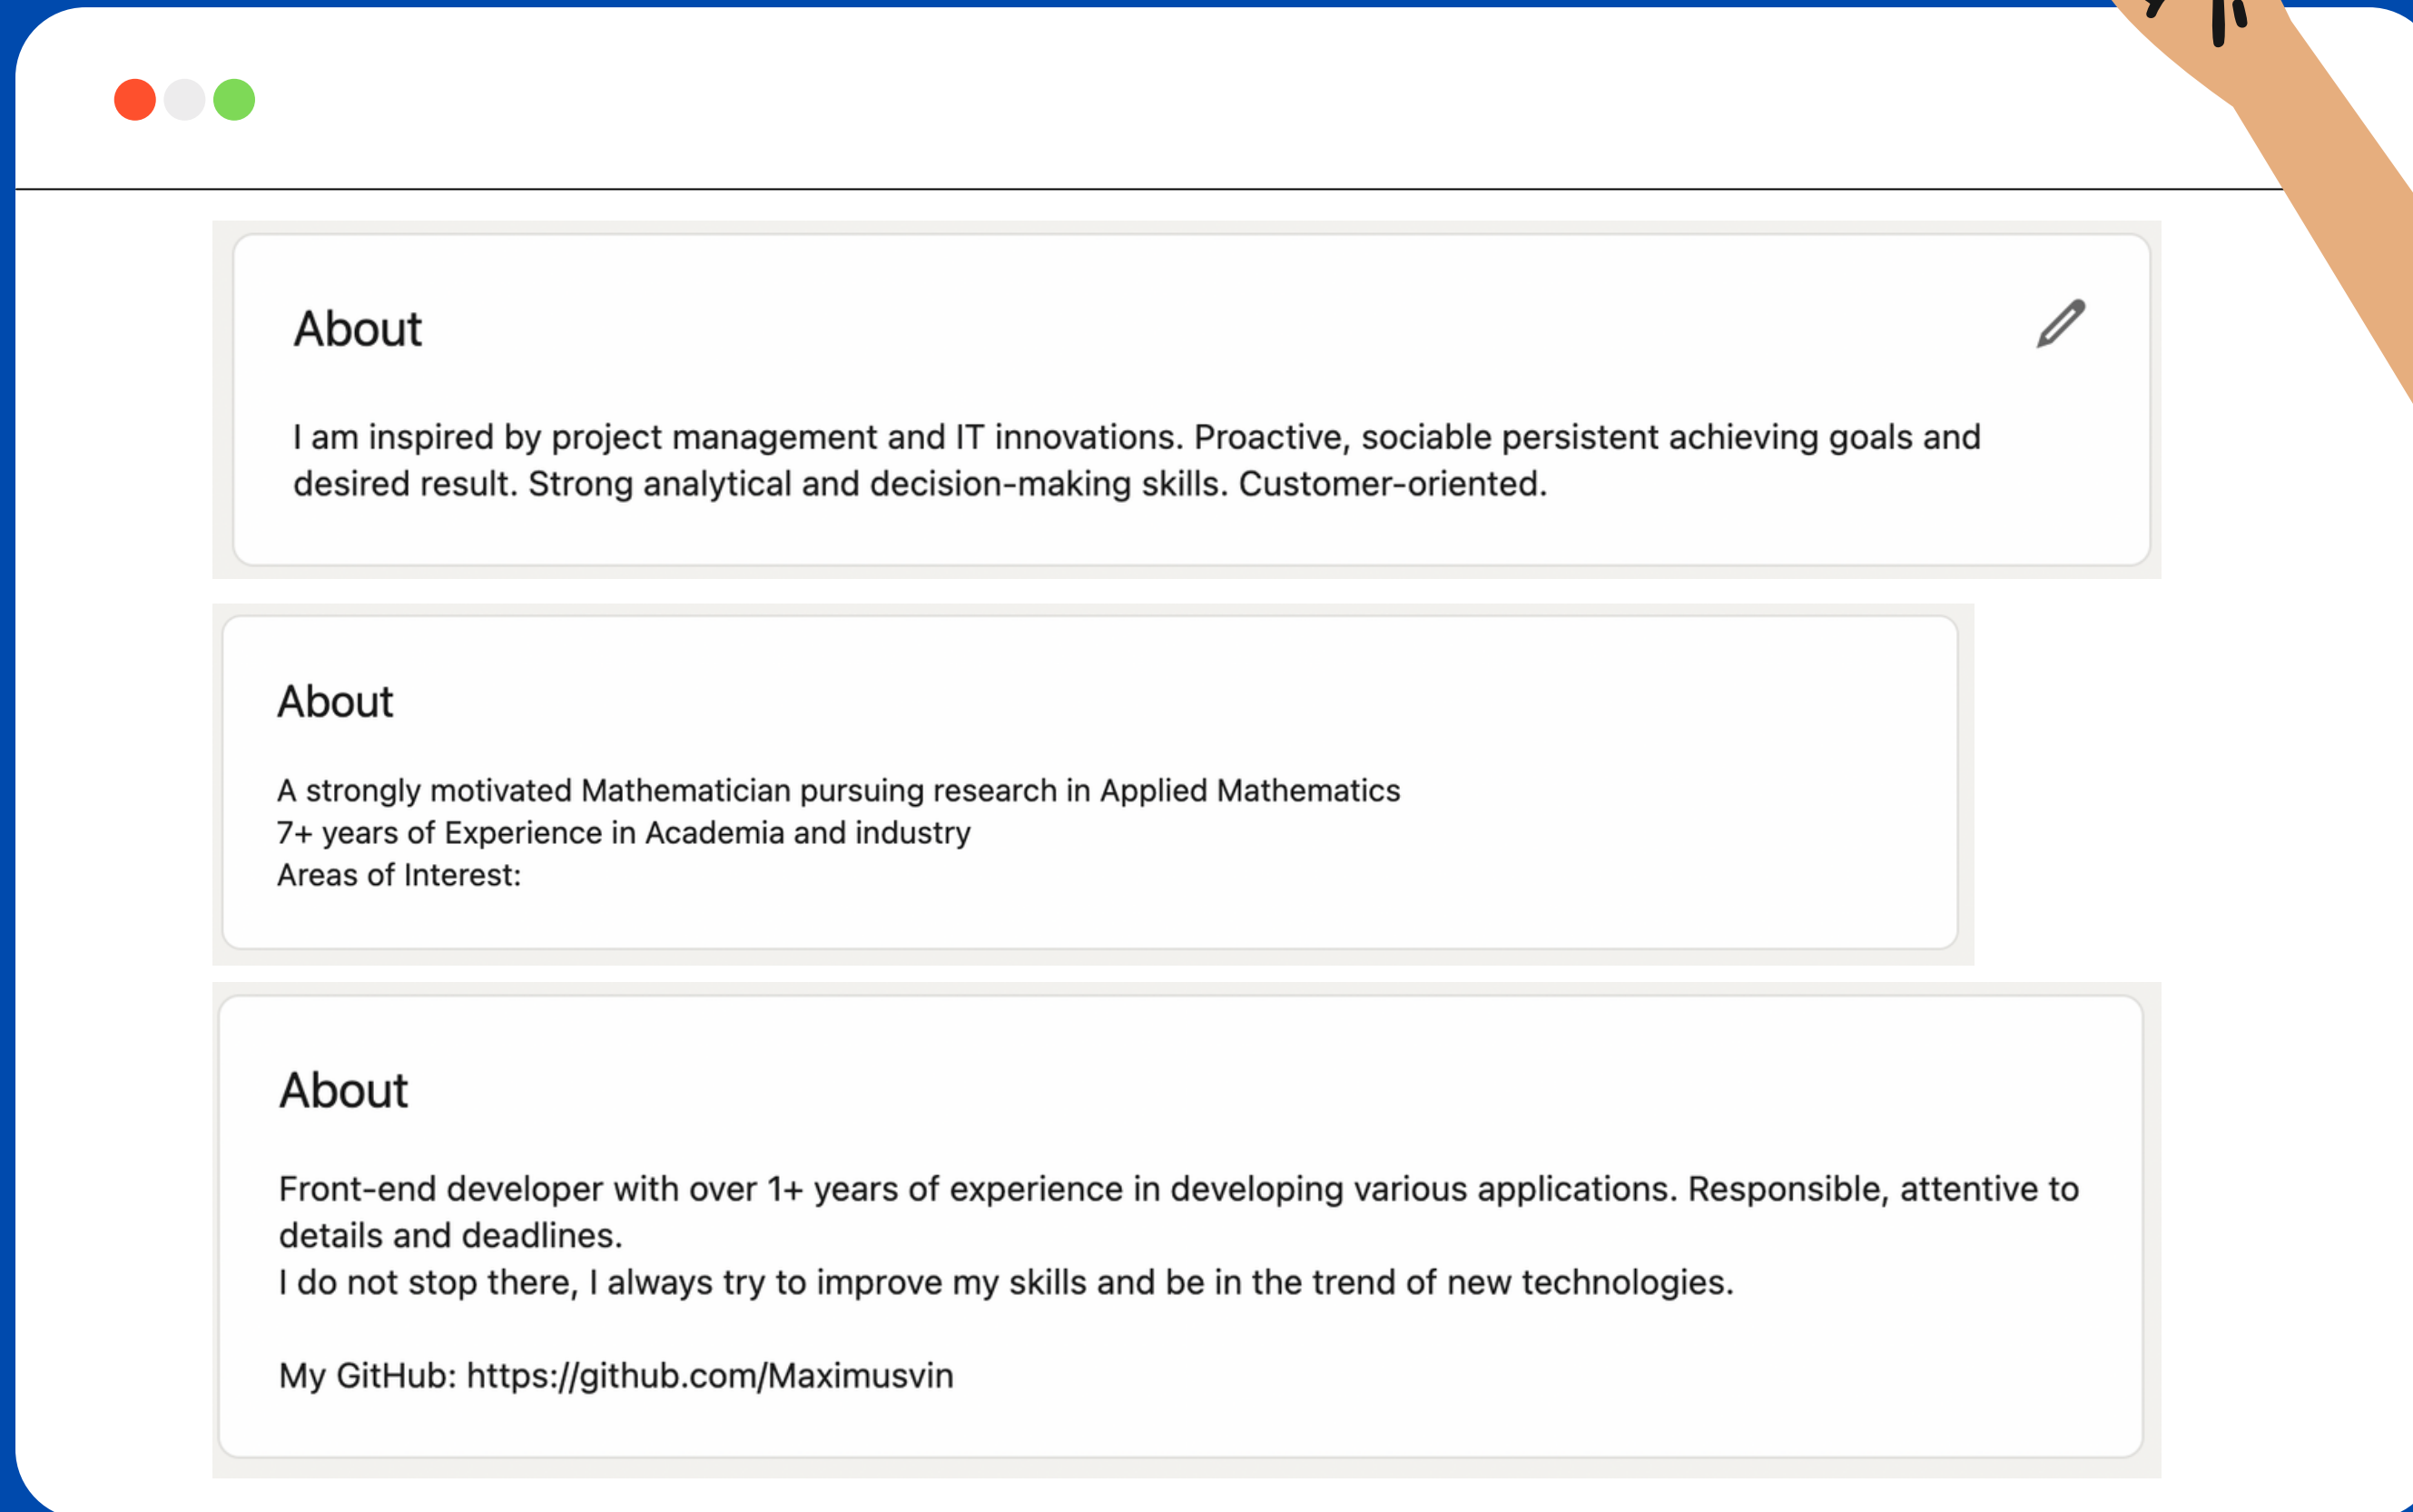 About
I am inspired by project management and IT innovations. Proactive, sociable persistent achieving goals and
desired result. Strong analytical and decision-making skills. Customer-oriented.
About
A strongly motivated Mathematician pursuing research in Applied Mathematics
7+ years of Experience in Academia and industry
Areas of Interest:
About
Front-end developer with over 1+ years of experience in developing various applications. Responsible, attentive to
details and deadlines.
I do not stop there, I always try to improve my skills and be in the trend of new technologies.
My GitHub: https://github.com/Maximusvin